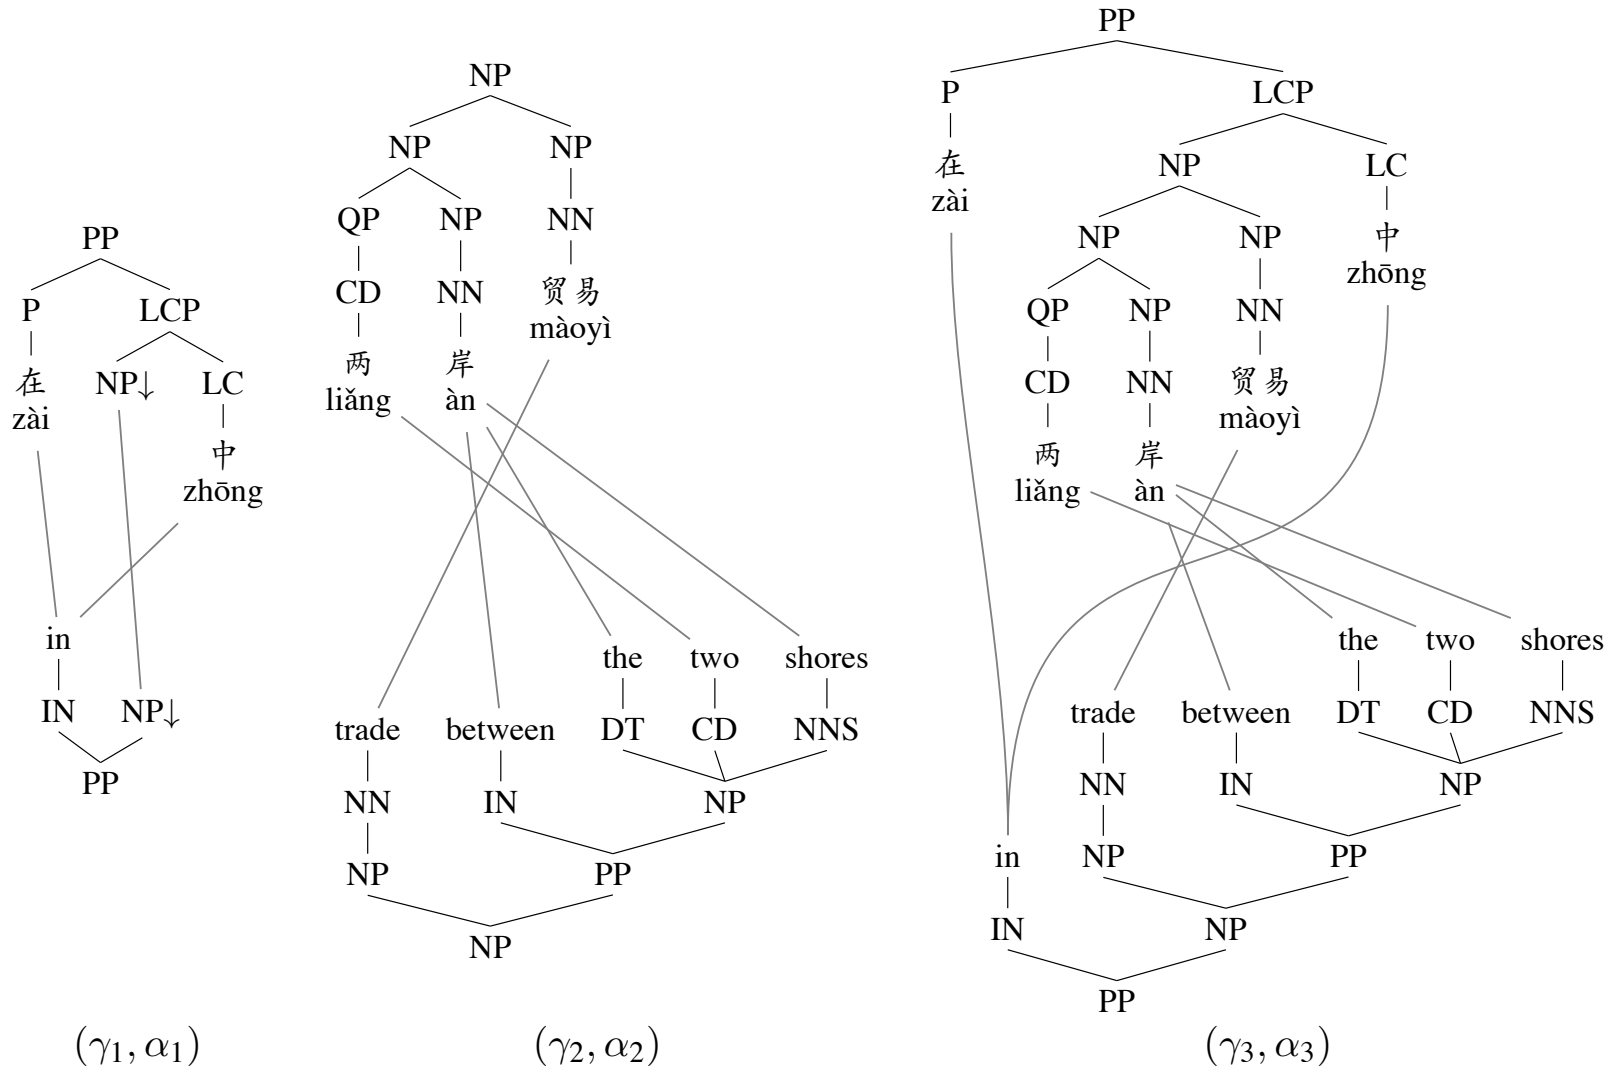 PP
P LCP
在 NP↓ LC
zài
中
zhōng
in
IN NP↓
PP
(γ1, α1)
NP
NP NP
QP NP NN
CD NN 贸易
màoyì
两 岸
liǎng àn
the two shores
trade between DT CD NNS
NN IN NP
NP PP
NP
(γ2, α2)
PP
P LCP
在 NP LC
zài
NP NP 中
zhōng
QP NP NN
CD NN 贸易
màoyì
两 岸
liǎng àn
the two shores
trade between DT CD NNS
NN IN NP
in NP PP
IN NP
PP
(γ3, α3)